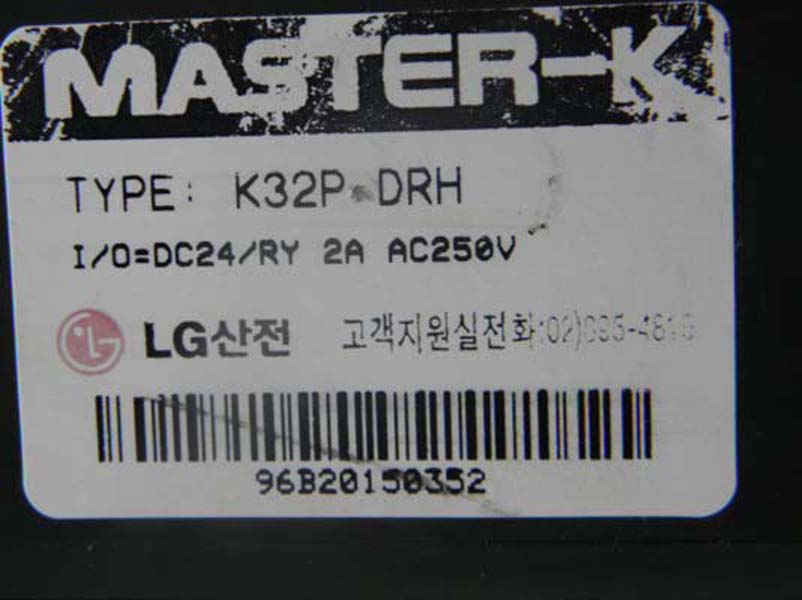 MASTER-K
TYPE: K32P-DRH
I/O=DC24/RY 2A AC250V
LG산전 고객지원실전화:02)
96B20150352